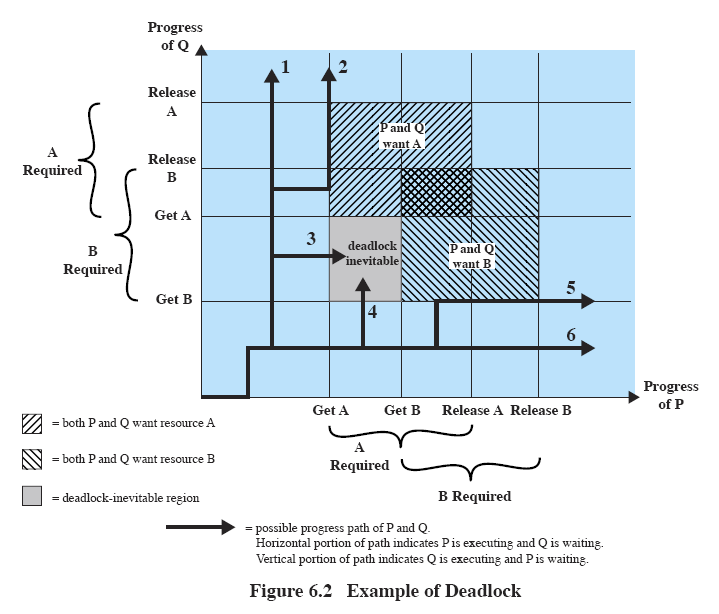 Progress
of Q
1
2
Release
A
P and Q
want A
A
Required
Release
B
Get A
3
deadlock
inevitable
P and Q
want B
B
Required
5
Get B
4
6
Progress
of P
Get A Get B Release A Release B
A
Required
B Required
= both P and Q want resource A
= both P and Q want resource B
= deadlock-inevitable region
= possible progress path of P and Q.
Horizontal portion of path indicates P is executing and Q is waiting.
Vertical portion of path indicates Q is executing and P is waiting.
Figure 6.2 Example of Deadlock